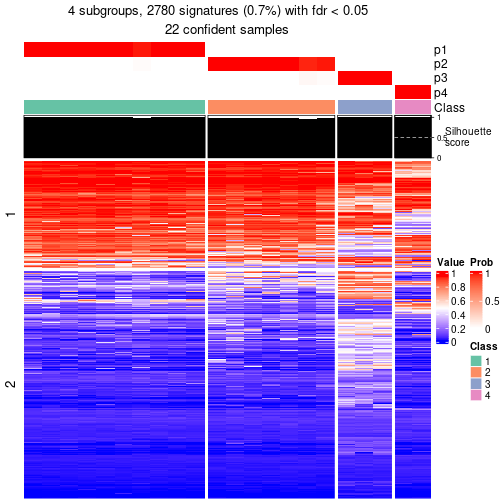 4 subgroups, 2780 signatures (0.7%) with fdr < 0.05
22 confident samples
p1
p2
p3
p4
Class
1
0.5
0
Silhouette
score
1
2
Value
1
0.8
0.6
0.4
0.2
0
Prob
1
0.5
0
Class
1
2
3
4